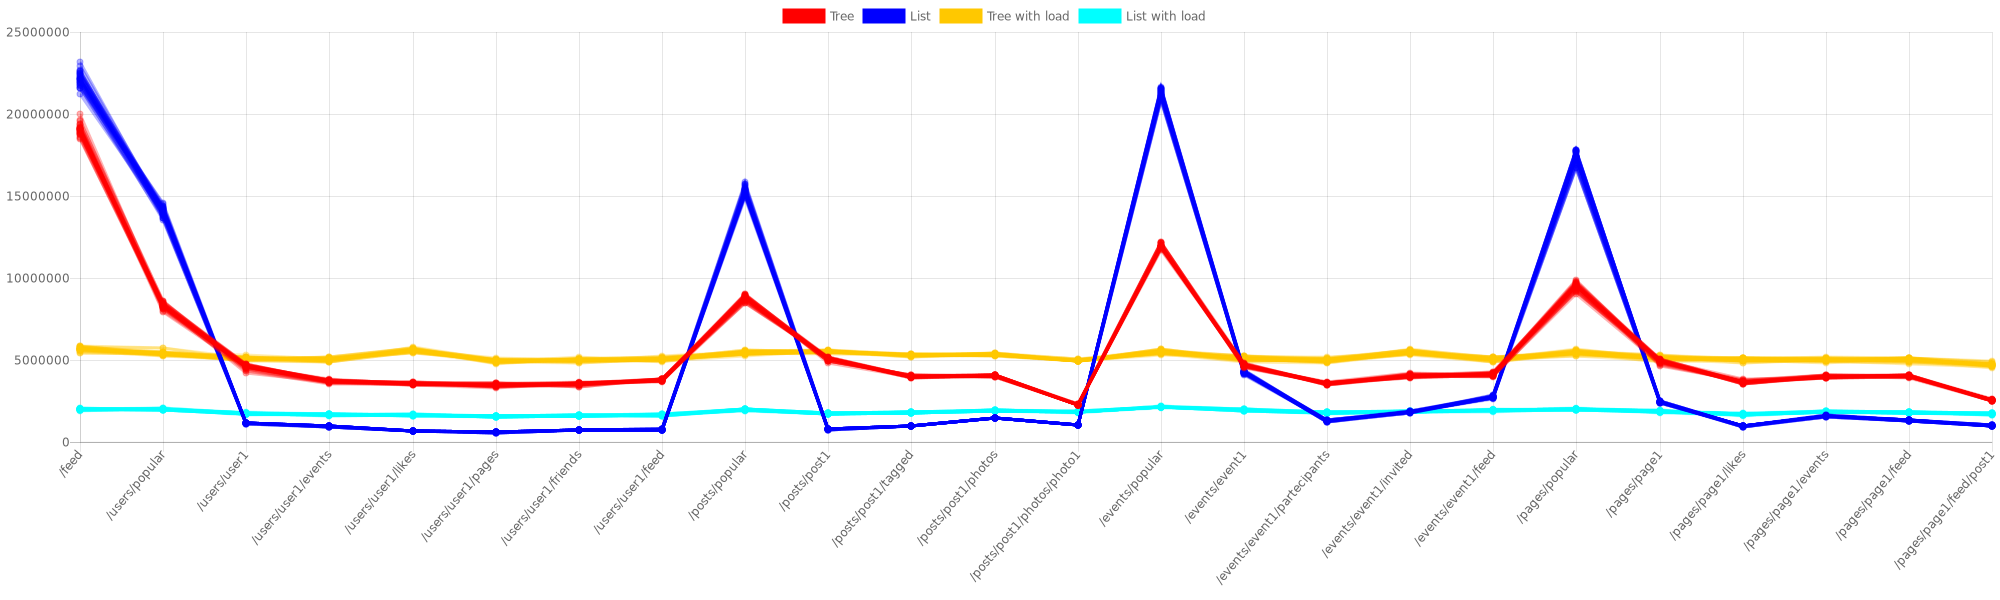 Tree List Tree with load List with load
25000000
20000000
15000000
10000000
5000000
0
/feed
/users/popular
/users/user1
/users/user1/events
/users/user1/likes
/users/user1/pages
/users/user1/friends
/users/user1/feed
/posts/popular
/posts/post1
/posts/post1/tagged
/posts/post1/photos
/posts/post1/photos/photo1
/events/popular
/events/event1
/events/event1/partecipants
/events/event1/invited
/events/event1/feed
/pages/popular
/pages/page1
/pages/page1/likes
/pages/page1/events
/pages/page1/feed
/pages/page1/feed/post1